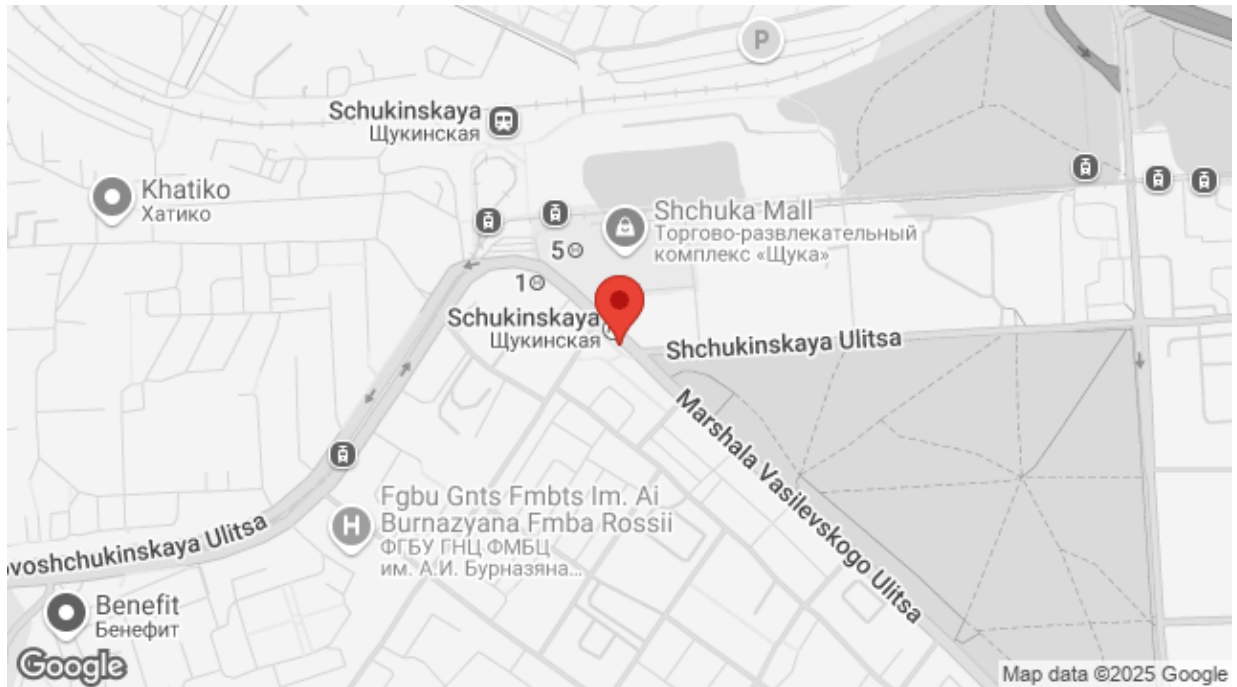 P
Schukinskaya
Щукинская
Khatiko
Хатико
Shchuka Mall
Торгово-развлекательный
комплекс «Щука»
5
1
Schukinskaya
Щукинская
Shchukinskaya Ulitsa
Marshala Vasilevskogo Ulitsa
Fgbu Gnts Fmbts Im. Ai
Burnazyana Fmba Rossii
ФГБУ ГНЦ ФМБЦ
им. А.И. Бурназяна...
H
ovoshchukinskaya Ulitsa
Benefit
Бенефит
Google
Map data ©2025 Google